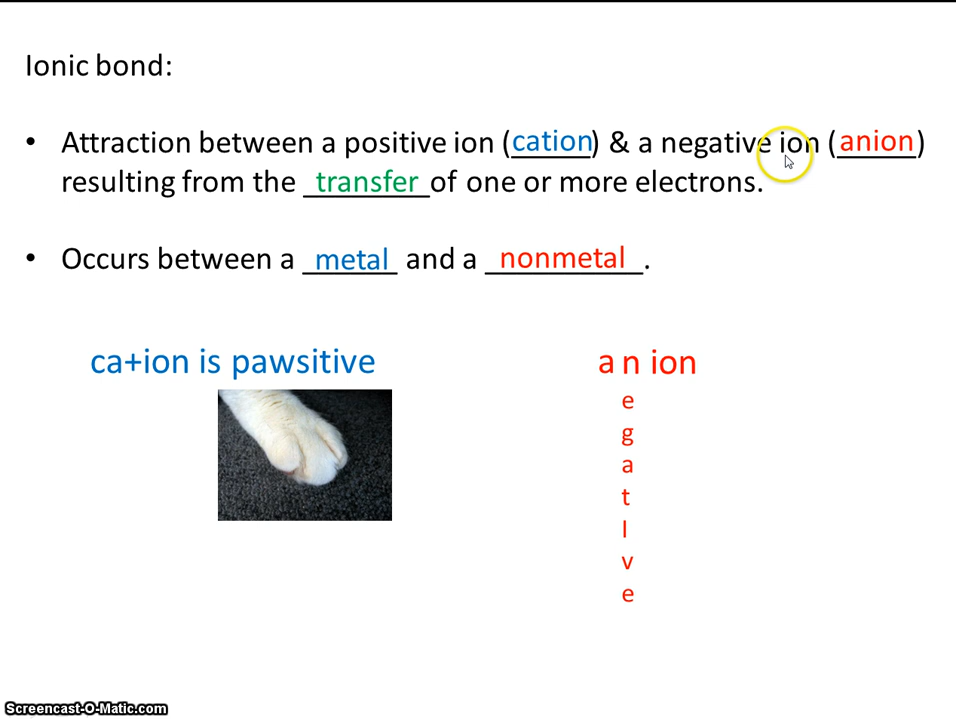 Ionic bond:
• Attraction between a positive ion (cation) & a negative ion (anion)
resulting from the transfer of one or more electrons.
• Occurs between a metal and a nonmetal.
ca+ion is pawsitive
a n ion
e
g
a
t
I
v
e
Screencast-O-Matic.com